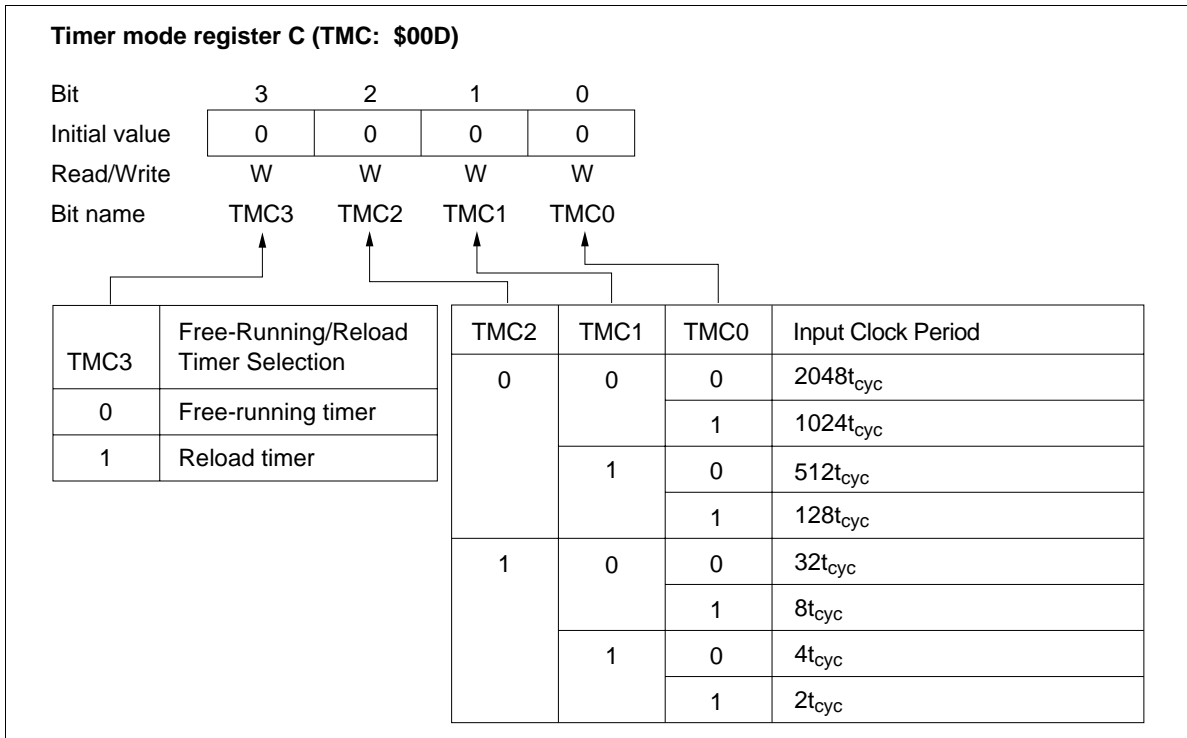 Timer mode register C (TMC: $00D)
Bit 3 2 1 0
Initial value 0 0 0 0
Read/Write W W W W
Bit name TMC3 TMC2 TMC1 TMC0
TMC3 Free-Running/Reload
Timer Selection
0 Free-running timer
1 Reload timer
TMC2 TMC1 TMC0 Input Clock Period
0 0 0 2048tcyc
1 1024tcyc
1 0 512tcyc
1 128tcyc
1 0 0 32tcyc
1 8tcyc
1 0 4tcyc
1 2tcyc